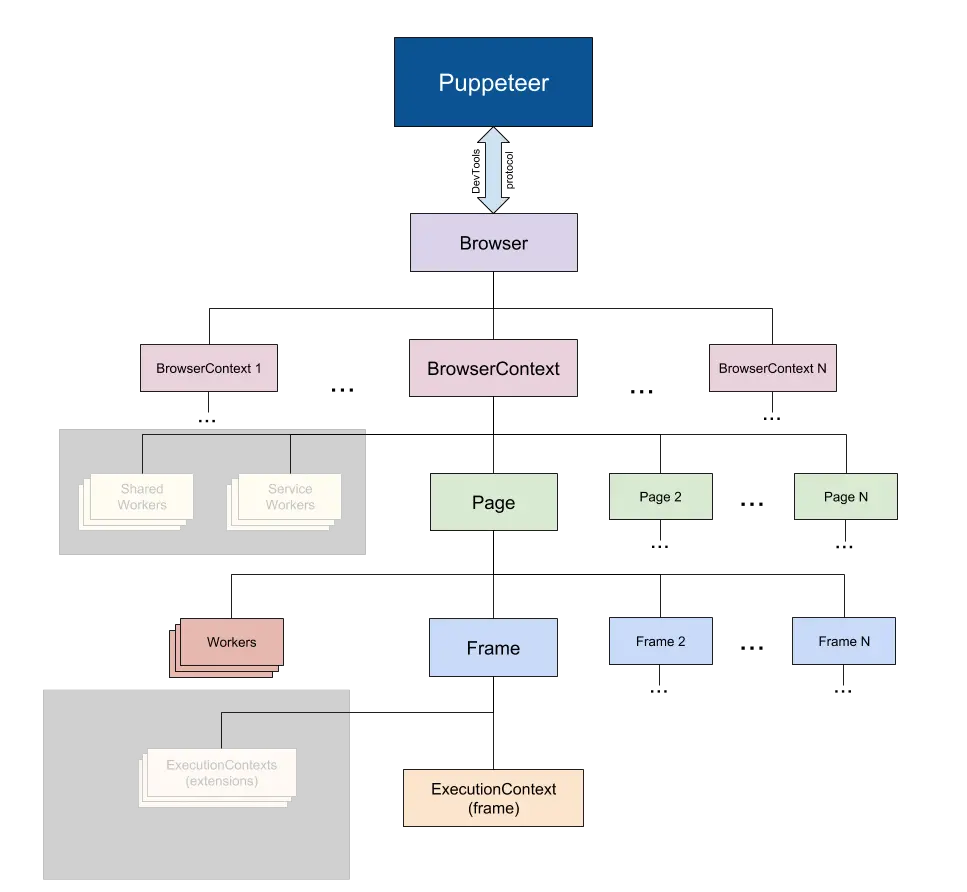 Puppeteer
DevTools
protocol
Browser
BrowserContext 1
...
BrowserContext
...
BrowserContext N
...
...
Shared
Workers
Service
Workers
Page
Page 2
...
Page N
...
...
Workers
Frame
Frame 2
...
Frame N
...
...
ExecutionContexts
(extensions)
ExecutionContext
(frame)